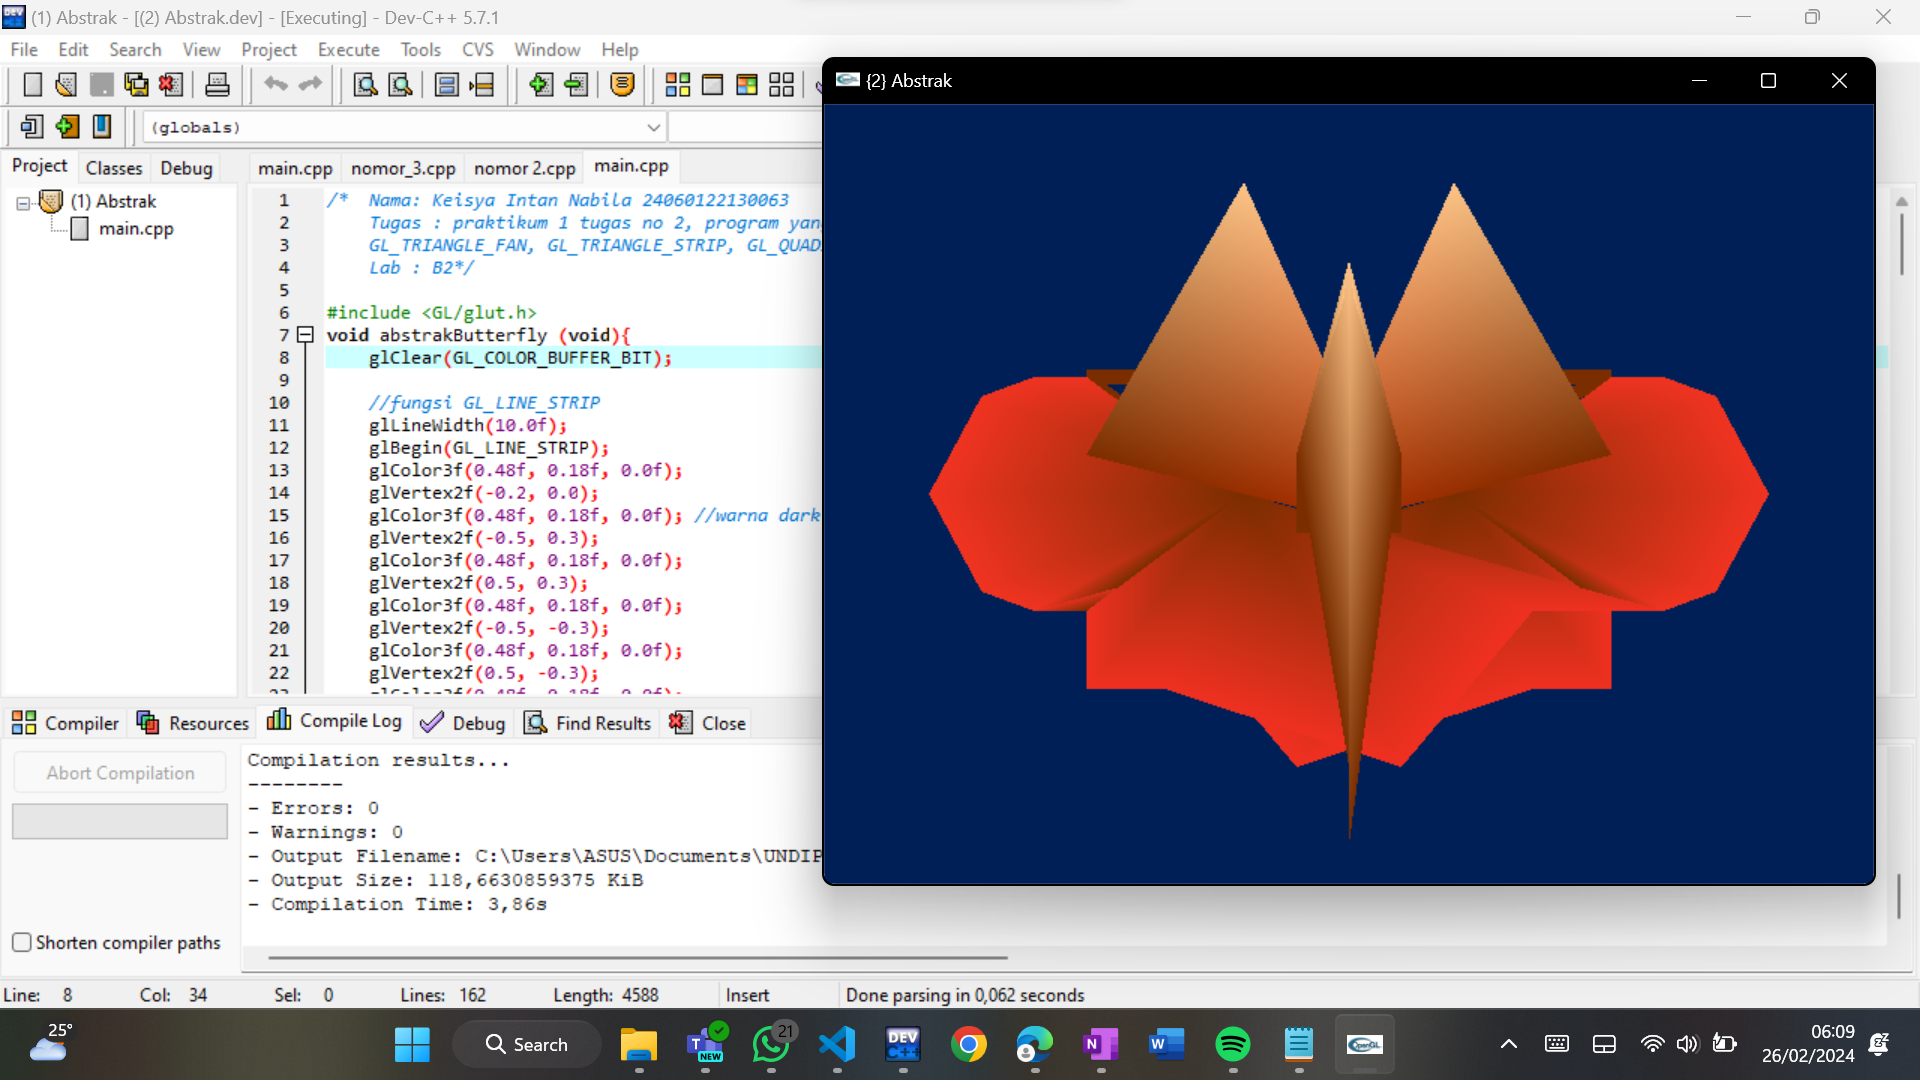 (1) Abstrak - [(2) Abstrak.dev] - [Executing] - Dev-C++ 5.7.1
File Edit Search View Project Execute Tools CVS Window Help
(globals)
Project Classes Debug
main.cpp nomor_3.cpp nomor 2.cpp main.cpp
(1) Abstrak
main.cpp
1 /* Nama: Keisya Intan Nabila 24060122130063
2 Tugas : praktikum 1 tugas no 2, program yan
3 GL_TRIANGLE_FAN, GL_TRIANGLE_STRIP, GL_QUAD
4 Lab : B2*/
5
6 #include <GL/glut.h>
7 void abstrakButterfly (void){
8 glClear(GL_COLOR_BUFFER_BIT);
9
10 //fungsi GL_LINE_STRIP
11 glLineWidth(10.0f);
12 glBegin(GL_LINE_STRIP);
13 glColor3f(0.48f, 0.18f, 0.0f);
14 glVertex2f(-0.2, 0.0);
15 glColor3f(0.48f, 0.18f, 0.0f); //warna dark
16 glVertex2f(-0.5, 0.3);
17 glColor3f(0.48f, 0.18f, 0.0f);
18 glVertex2f(0.5, 0.3);
19 glColor3f(0.48f, 0.18f, 0.0f);
20 glVertex2f(-0.5, -0.3);
21 glColor3f(0.48f, 0.18f, 0.0f);
22 glVertex2f(0.5, -0.3);
{2} Abstrak
Compiler Resources Compile Log Debug Find Results Close
Abort Compilation
Shorten compiler paths
Compilation results...
--------
- Errors: 0
- Warnings: 0
- Output Filename: C:\Users\ASUS\Documents\UNDIP
- Output Size: 118,6630859375 KiB
- Compilation Time: 3,86s
Line: 8 Col: 34 Sel: 0 Lines: 162 Length: 4588 Insert Done parsing in 0,062 seconds
25°
Search
NEW
21
DEV
C++
OpenGL
06:09
26/02/2024